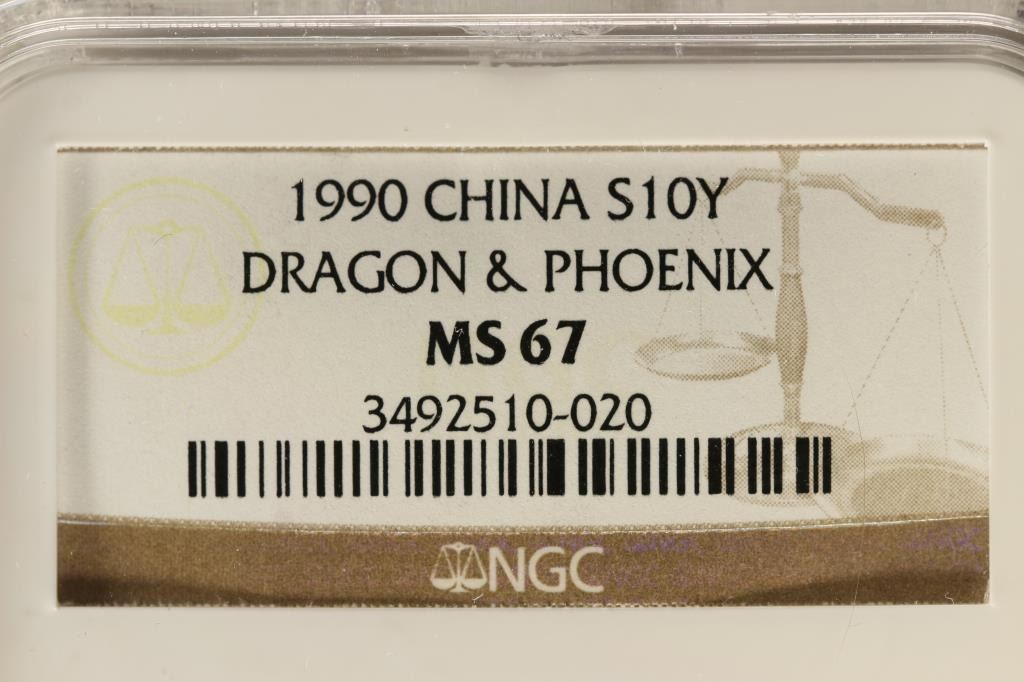 1990 CHINA S10Y
DRAGON & PHOENIX
MS 67
3492510-020
NGC